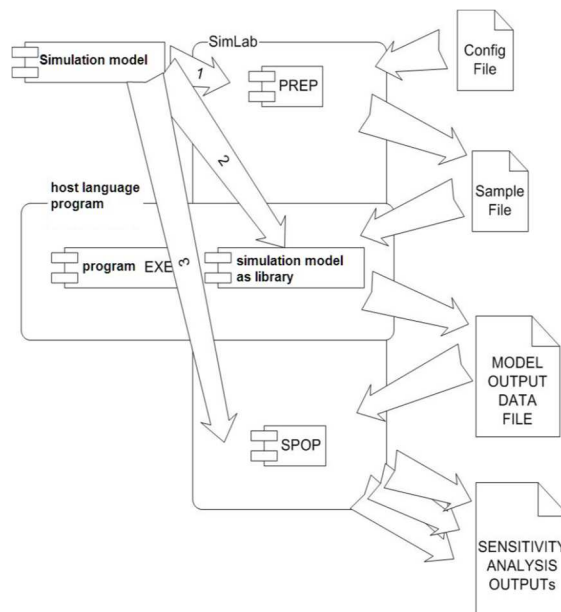 SimLab
Simulation model
1
PREP
Config
File
2
Sample
File
host language
program
program EXE
3
simulation model
as library
MODEL
OUTPUT
DATA
FILE
SPOP
SENSITIVITY
ANALYSIS
OUTPUTs